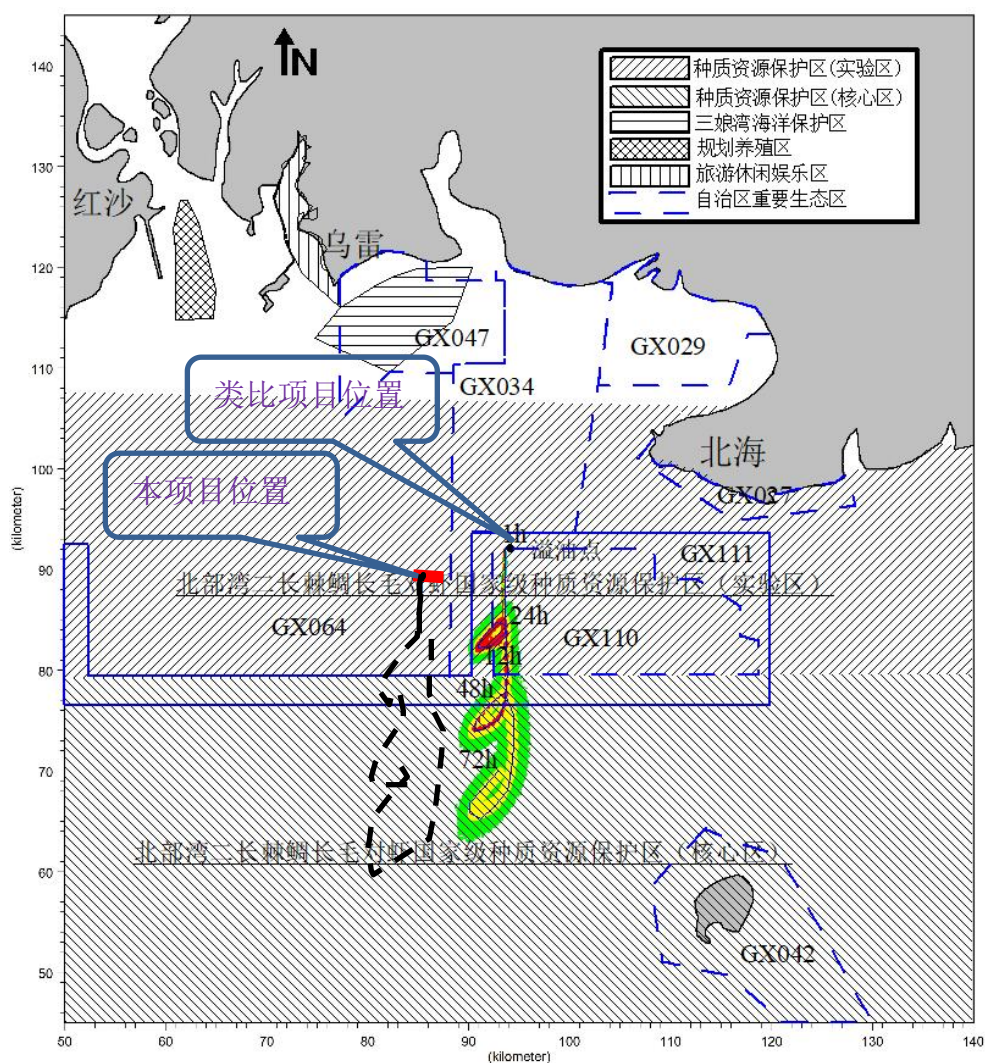 N
种质资源保护区(实验区)
种质资源保护区(核心区)
三娘湾海洋保护区
规划养殖区
旅游休闲娱乐区
自治区重要生态区
140
130
120
110
100
90
80
70
60
50
(kilometer)
红沙
乌雷
GX047
GX029
GX034
类比项目位置
北海
本项目位置
GX027
1h
溢油点
GX111
北部湾二长棘鲷长毛对虾国家级种质资源保护区（实验区）
24h
GX064
GX110
12h
48h
72h
北部湾二长棘鲷长毛对虾国家级种质资源保护区（核心区）
GX042
50 60 70 80 90 100 110 120 130 140
(kilometer)